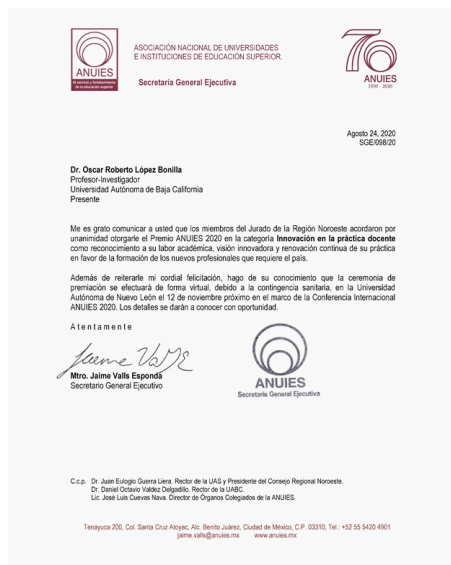 ANUIES
Al servicio y fortalecimiento
de la educación superior
ASOCIACIÓN NACIONAL DE UNIVERSIDADES
E INSTITUCIONES DE EDUCACIÓN SUPERIOR.
Secretaría General Ejecutiva
70
ANUIES
1950 - 2020
Agosto 24, 2020
SGE/098/20
Dr. Oscar Roberto López Bonilla
Profesor-Investigador
Universidad Autónoma de Baja California
Presente
Me es grato comunicar a usted que los miembros del Jurado de la Región Noroeste acordaron por
unanimidad otorgarle el Premio ANUIES 2020 en la categoría Innovación en la práctica docente
como reconocimiento a su labor académica, visión innovadora y renovación continua de su práctica
en favor de la formación de los nuevos profesionales que requiere el país.
Además de reiterarle mi cordial felicitación, hago de su conocimiento que la ceremonia de
premiación se efectuará de forma virtual, debido a la contingencia sanitaria, en la Universidad
Autónoma de Nuevo León el 12 de noviembre próximo en el marco de la Conferencia Internacional
ANUIES 2020. Los detalles se darán a conocer con oportunidad.
Atentamente
Mtro. Jaime Valls Esponda
Secretario General Ejecutivo
ANUIES
Secretaría General Ejecutiva
C.c.p. Dr. Juan Eulogio Guerra Liera. Rector de la UAS y Presidente del Consejo Regional Noroeste.
Dr. Daniel Octavio Valdez Delgadillo. Rector de la UABC.
Lic. José Luis Cuevas Nava. Director de Órganos Colegiados de la ANUIES.
Tenayuca 200, Col. Santa Cruz Atoyac, Alc. Benito Juárez, Ciudad de México, C.P. 03310, Tel.: +52 55 5420 4901
jaime.valls@anuies.mx www.anuies.mx